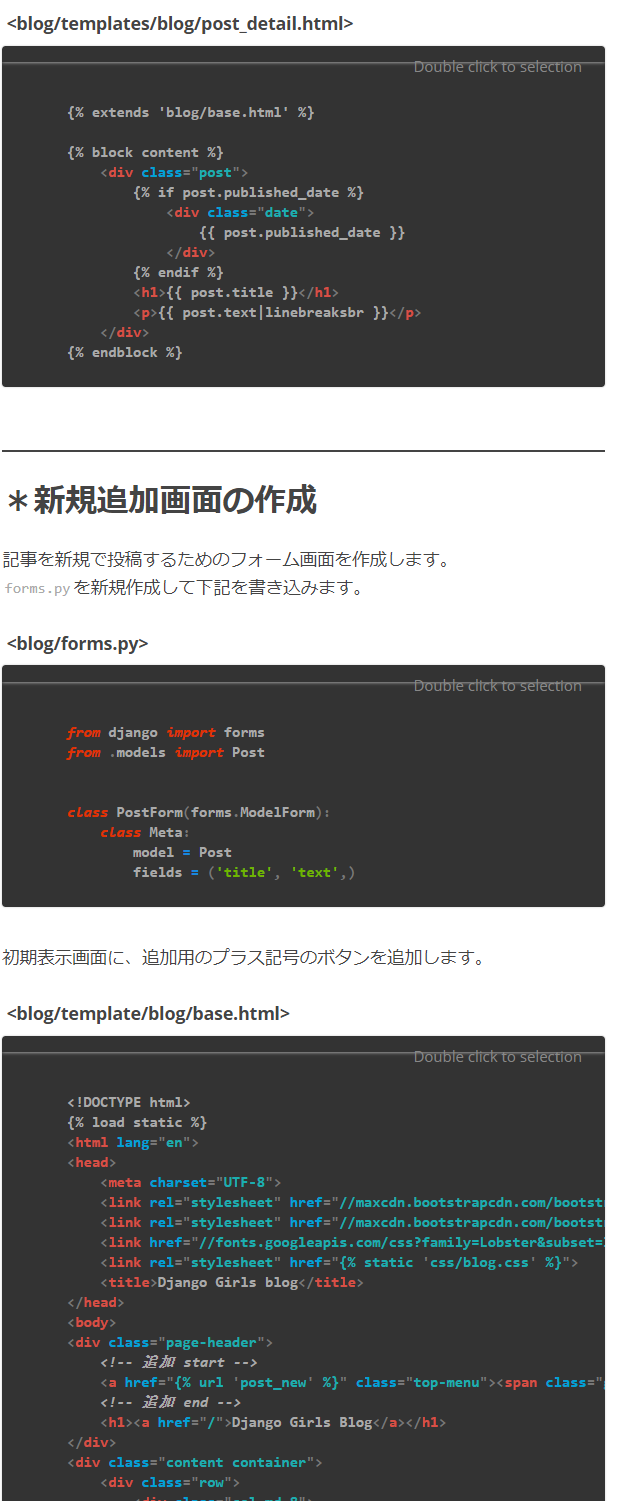 <blog/templates/blog/post_detail.html>
Double click to selection
{% extends 'blog/base.html' %}
{% block content %}
<div class="post">
{% if post.published_date %}
<div class="date">
{{ post.published_date }}
</div>
{% endif %}
<h1>{{ post.title }}</h1>
<p>{{ post.text|linebreaksbr }}</p>
</div>
{% endblock %}
＊新規追加画面の作成
記事を新規で投稿するためのフォーム画面を作成します。
forms.pyを新規作成して下記を書き込みます。
<blog/forms.py>
Double click to selection
from django import forms
from .models import Post
class PostForm(forms.ModelForm):
class Meta:
model = Post
fields = ('title', 'text',)
初期表示画面に、追加用のプラス記号のボタンを追加します。
<blog/template/blog/base.html>
Double click to selection
<!DOCTYPE html>
{% load static %}
<html lang="en">
<head>
<meta charset="UTF-8">
<link rel="stylesheet" href="//maxcdn.bootstrapcdn.com/bootst
<link rel="stylesheet" href="//maxcdn.bootstrapcdn.com/bootst
<link href="//fonts.googleapis.com/css?family=Lobster&subset=
<link rel="stylesheet" href="{% static 'css/blog.css' %}">
<title>Django Girls blog</title>
</head>
<body>
<div class="page-header">
<!-- 追加 start -->
<a href="{% url 'post_new' %}" class="top-menu"><span class="
<!-- 追加 end -->
<h1><a href="/">Django Girls Blog</a></h1>
</div>
<div class="content container">
<div class="row">